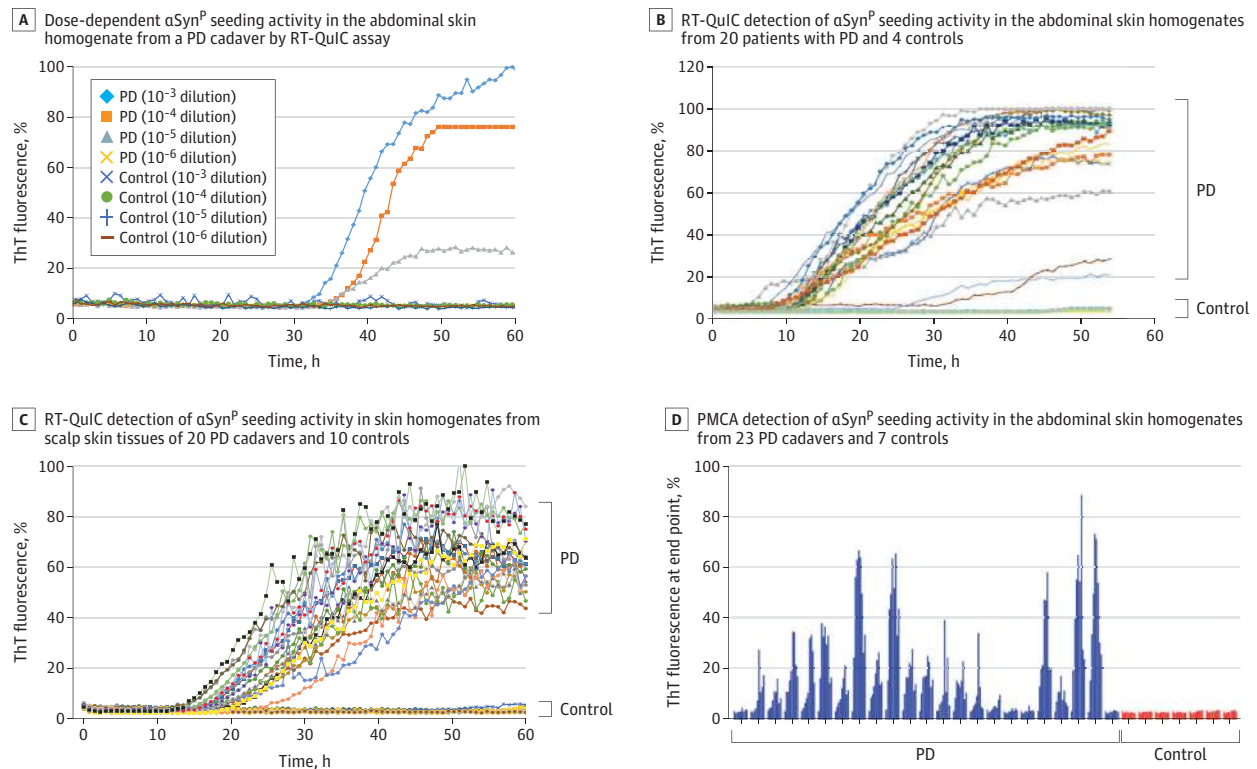 A Dose-dependent αSynᴾ seeding activity in the abdominal skin
homogenate from a PD cadaver by RT-QuIC assay
100
80
60
40
20
0
ThT fluorescence, %
PD (10⁻³ dilution)
PD (10⁻⁴ dilution)
PD (10⁻⁵ dilution)
PD (10⁻⁶ dilution)
Control (10⁻³ dilution)
Control (10⁻⁴ dilution)
Control (10⁻⁵ dilution)
Control (10⁻⁶ dilution)
0 10 20 30 40 50 60
Time, h
B RT-QuIC detection of αSynᴾ seeding activity in the abdominal skin homogenates
from 20 patients with PD and 4 controls
120
100
80
60
40
20
0
ThT fluorescence, %
PD
Control
0 10 20 30 40 50 60
Time, h
C RT-QuIC detection of αSynᴾ seeding activity in skin homogenates from
scalp skin tissues of 20 PD cadavers and 10 controls
100
80
60
40
20
0
ThT fluorescence, %
PD
Control
0 10 20 30 40 50 60
Time, h
D PMCA detection of αSynᴾ seeding activity in the abdominal skin homogenates
from 23 PD cadavers and 7 controls
100
80
60
40
20
0
ThT fluorescence at end point, %
PD Control